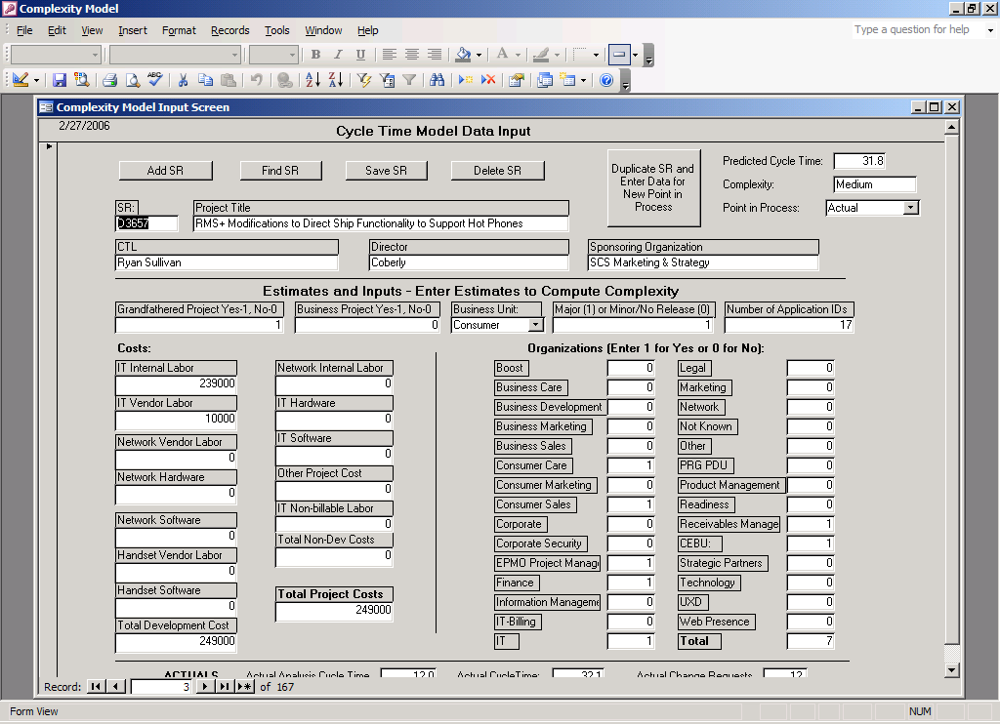 Complexity Model
File Edit View Insert Format Records Tools Window Help
Type a question for help
Complexity Model Input Screen
2/27/2006
Cycle Time Model Data Input
Add SR Find SR Save SR Delete SR
Duplicate SR and
Enter Data for
New Point in
Process
Predicted Cycle Time: 31.8
Complexity: Medium
Point in Process: Actual
SR: Project Title
D3657 RMS+ Modifications to Direct Ship Functionality to Support Hot Phones
CTL Director Sponsoring Organization
Ryan Sullivan Coberly SCS Marketing & Strategy
Estimates and Inputs - Enter Estimates to Compute Complexity
Grandfathered Project Yes-1, No-0 Business Project Yes-1, No-0 Business Unit: Major (1) or Minor/No Release (0) Number of Application IDs
1 0 Consumer 1 17
Costs:
IT Internal Labor
239000
IT Vendor Labor
10000
Network Vendor Labor
0
Network Hardware
0
Network Software
0
Handset Vendor Labor
0
Handset Software
0
Total Development Cost
249000
Network Internal Labor
0
IT Hardware
0
IT Software
0
Other Project Cost
0
IT Non-billable Labor
0
Total Non-Dev Costs
0
Total Project Costs
249000
Organizations (Enter 1 for Yes or 0 for No):
Boost 0
Business Care 0
Business Development 0
Business Marketing 0
Business Sales 0
Consumer Care 1
Consumer Marketing 0
Consumer Sales 1
Corporate 0
Corporate Security 0
EPMO Project Manag 1
Finance 1
Information Manageme 0
IT-Billing 0
IT 1
Legal 0
Marketing 0
Network 0
Not Known 0
Other 0
PRG PDU 0
Product Management 0
Readiness 0
Receivables Manage 1
CEBU: 1
Strategic Partners 0
Technology 0
UXD 0
Web Presence 0
Total 7
ACTUALS Actual Analysis Cycle Time 12.0 Actual CycleTime: 32.1 Actual Change Requests 12
Record: 3 of 167
Form View NUM